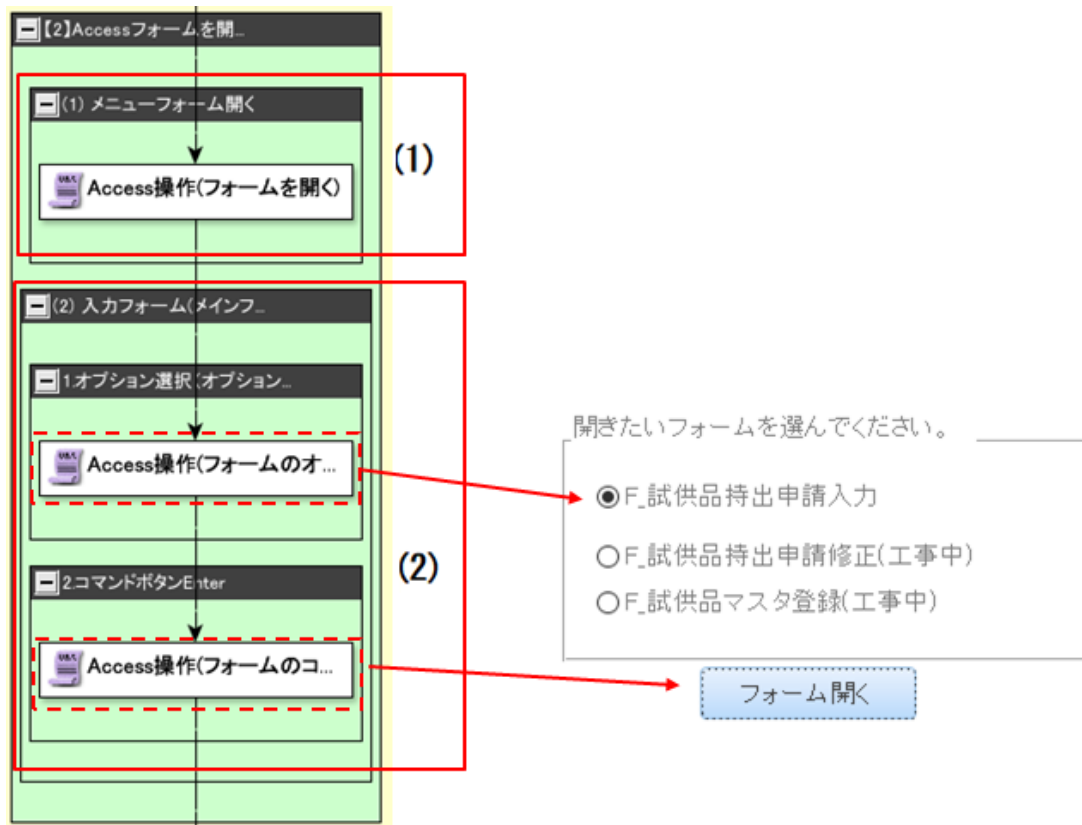 【2】Accessフォームを開...
(1) メニューフォーム開く
(1)
Access操作(フォームを開く)
(2) 入力フォーム(メインフ...
1.オプション選択(オプション...
Access操作(フォームのオ...
(2)
2.コマンドボタンEnter
Access操作(フォームのコ...
開きたいフォームを選んでください。
F_試供品持出申請入力
F_試供品持出申請修正(工事中)
F_試供品マスタ登録(工事中)
フォーム開く